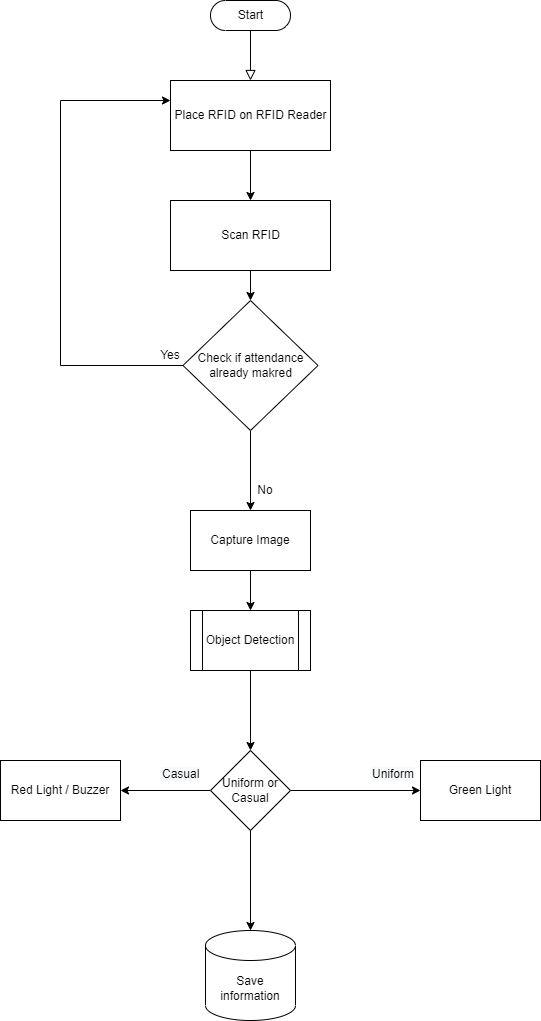 Start
Place RFID on RFID Reader
Scan RFID
Yes
Check if attendance
already makred
No
Capture Image
Object Detection
Casual
Uniform
Red Light / Buzzer
Uniform or
Casual
Green Light
Save
information